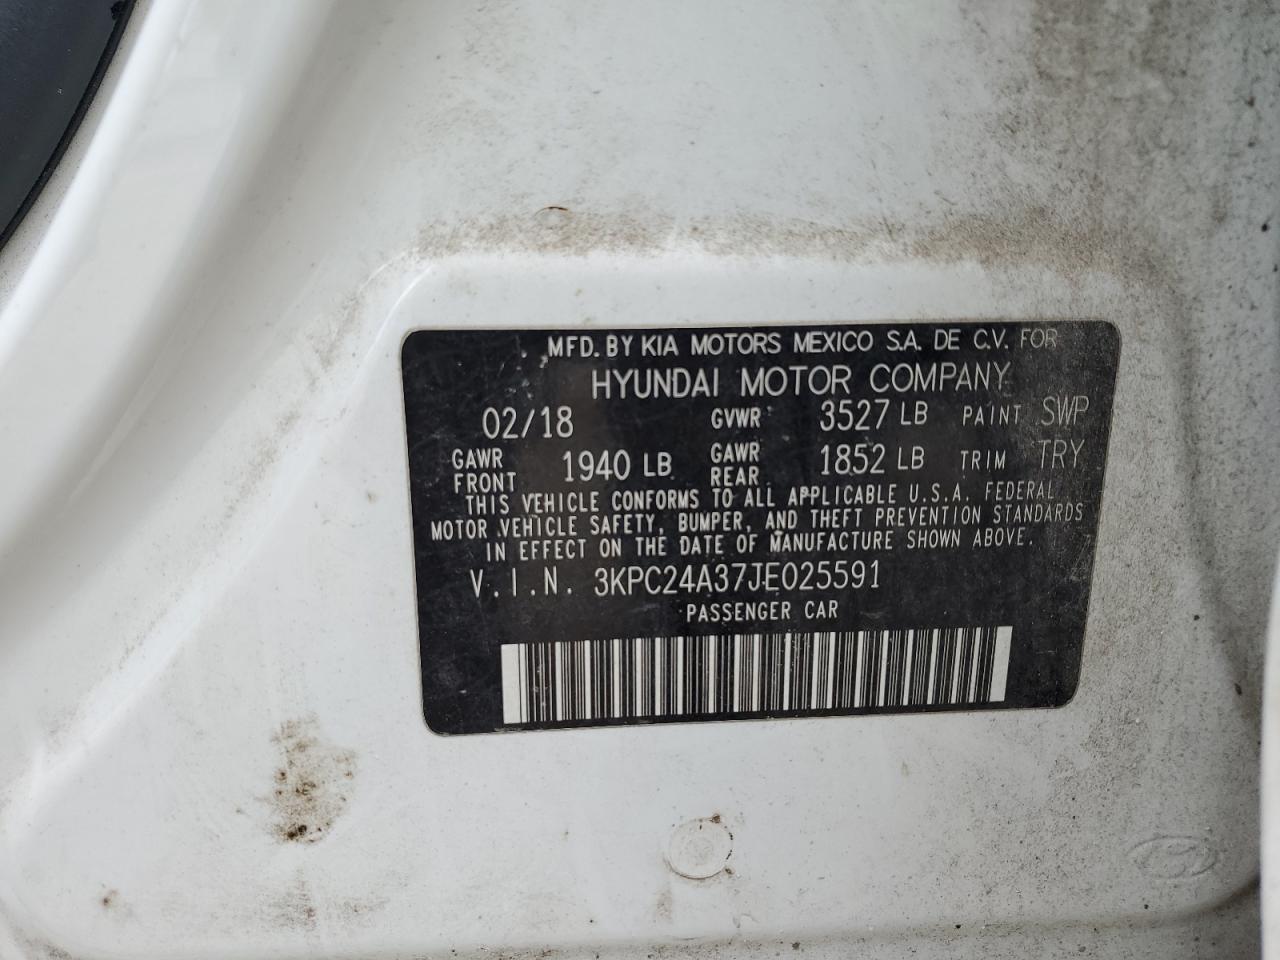 MFD. BY KIA MOTORS MEXICO S.A. DE C.V. FOR
HYUNDAI MOTOR COMPANY
02/18 GVWR 3527 LB PAINT SWP
GAWR FRONT 1940 LB GAWR REAR 1852 LB TRIM TRY
THIS VEHICLE CONFORMS TO ALL APPLICABLE U.S.A. FEDERAL
MOTOR VEHICLE SAFETY, BUMPER, AND THEFT PREVENTION STANDARDS
IN EFFECT ON THE DATE OF MANUFACTURE SHOWN ABOVE.
V.I.N. 3KPC24A37JE025591
PASSENGER CAR